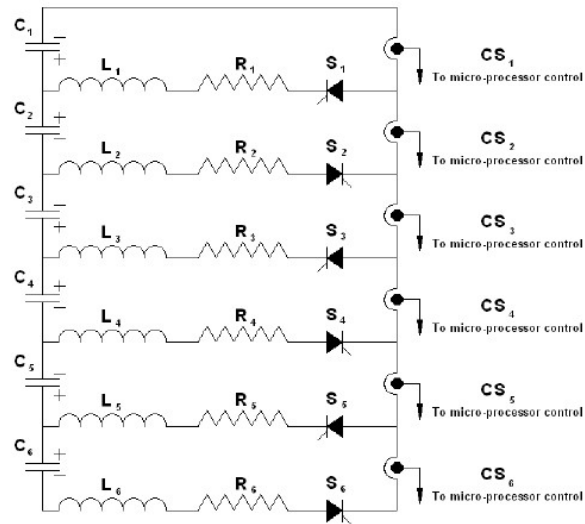 C1
L1 R1 S1 CS1
To micro-processor control
C2
L2 R2 S2 CS2
To micro-processor control
C3
L3 R3 S3 CS3
To micro-processor control
C4
L4 R4 S4 CS4
To micro-processor control
C5
L5 R5 S5 CS5
To micro-processor control
C6
L6 R6 S6 CS6
To micro-processor control